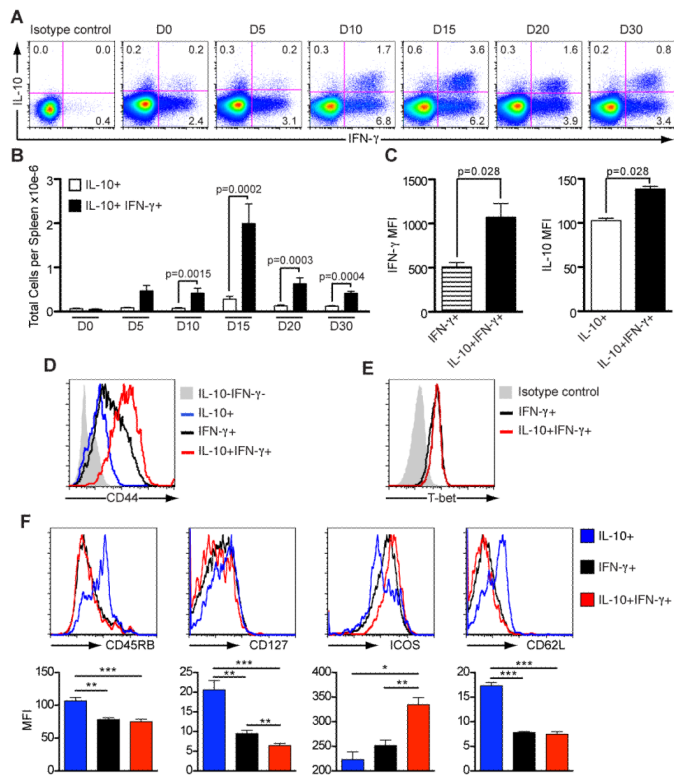 A
Isotype control D0 D5 D10 D15 D20 D30
0.0 0.0 0.2 0.2 0.3 0.2 0.3 1.7 0.3 3.6 0.2 1.6 0.3 0.8
IL-10
0.4 2.4 3.1 6.8 6.2 3.9 3.4
IFN-γ
B
IL-10+
IL-10+ IFN-γ+
Total Cells per Spleen x10e-6
3
2
1
0
p=0.0015
p=0.0002
p=0.0003
p=0.0004
D0 D5 D10 D15 D20 D30
C
IFN-γ MFI
1500
1000
500
0
p=0.028
IFN-γ+
IL-10+IFN-γ+
IL-10 MFI
150
100
50
0
p=0.028
IL-10+
IL-10+IFN-γ+
D
IL-10-IFN-γ-
IL-10+
IFN-γ+
IL-10+IFN-γ+
CD44
E
Isotype control
IFN-γ+
IL-10+IFN-γ+
T-bet
F
CD45RB CD127 ICOS CD62L
IL-10+
IFN-γ+
IL-10+IFN-γ+
MFI
150
100
50
0
***
**
25
20
15
10
5
0
***
**
**
400
350
300
250
200
*
**
20
15
10
5
0
***
***